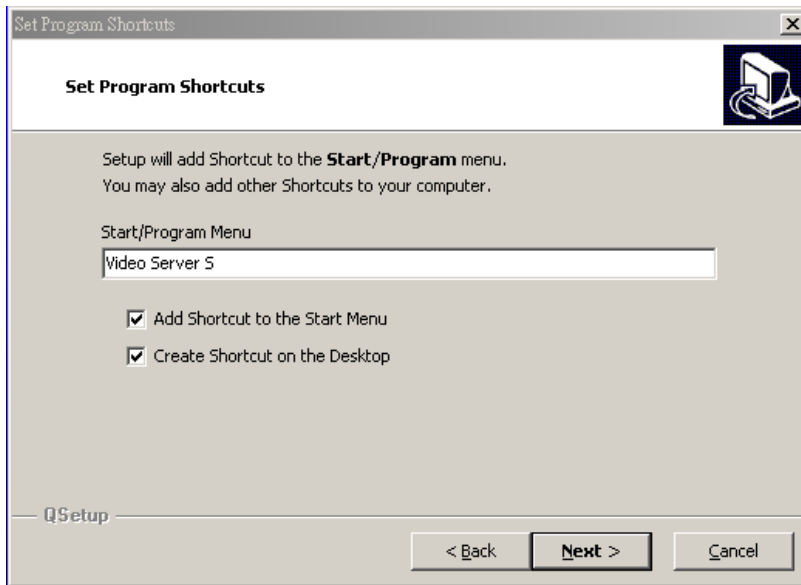 Set Program Shortcuts
Set Program Shortcuts
Setup will add Shortcut to the Start/Program menu.
You may also add other Shortcuts to your computer.
Start/Program Menu
Video Server S
Add Shortcut to the Start Menu
Create Shortcut on the Desktop
QSetup
< Back
Next >
Cancel